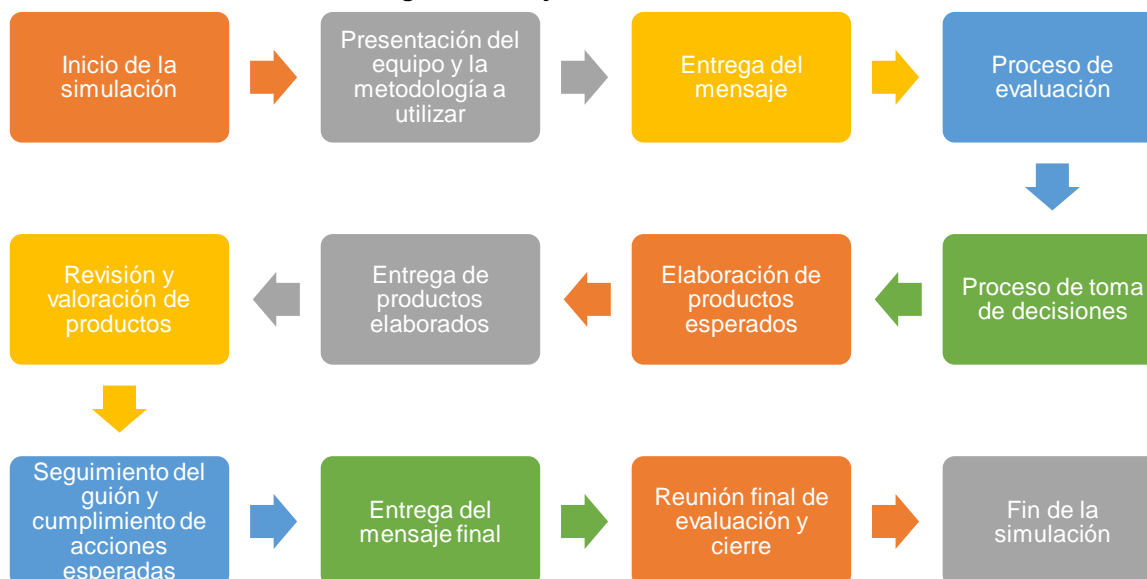 Inicio de la
simulación
Presentación del
equipo y la
metodología a
utilizar
Entrega del
mensaje
Proceso de
evaluación
Proceso de toma
de decisiones
Elaboración de
productos
esperados
Entrega de
productos
elaborados
Revisión y
valoración de
productos
Seguimiento del
guión y
cumplimiento de
acciones
esperadas
Entrega del
mensaje final
Reunión final de
evaluación y
cierre
Fin de la
simulación